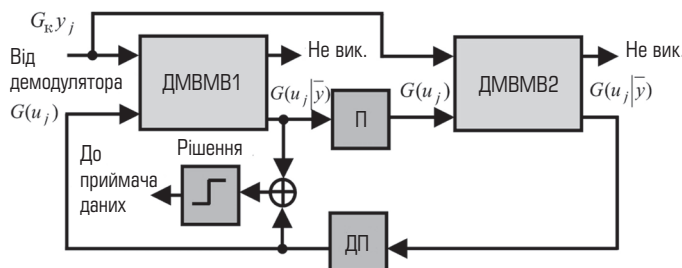 Gк yj
Від
демодулятора
G(uj)
ДМВМВ1
Не вик.
G(uj|y̅)
П
G(uj)
ДМВМВ2
Не вик
G(uj|y̅)
До
приймача
даних
Рішення
ДП